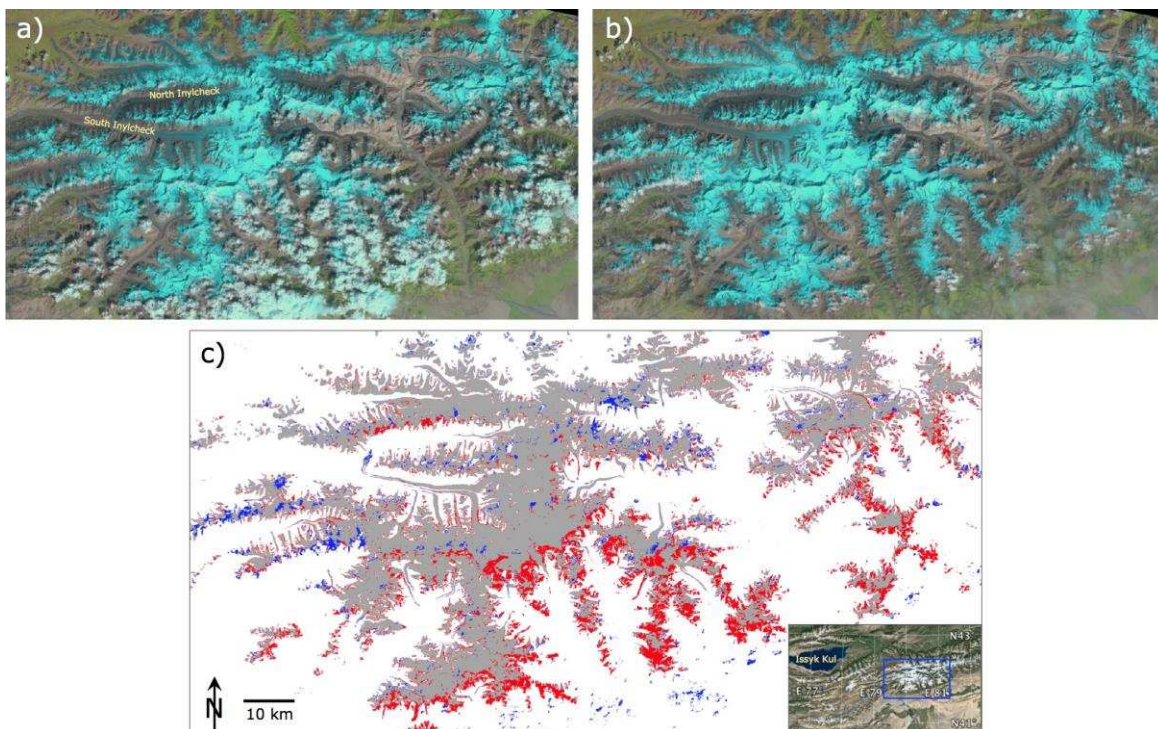 a)
North Inylcheck
South Inylcheck
b)
c)
N
10 km
Issyk Kul
N43
E 77
E 79
E 81
N41